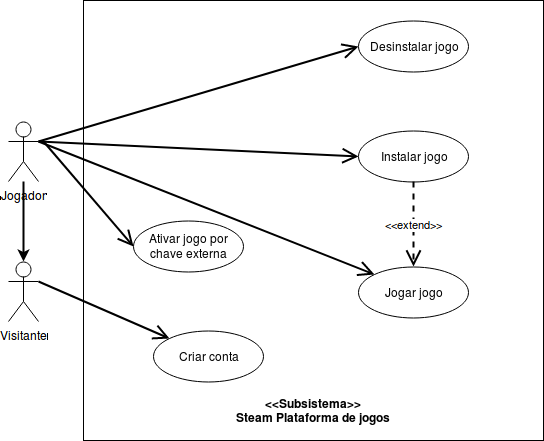 Desinstalar jogo
Instalar jogo
Jogador
<<extend>>
Ativar jogo por
chave externa
Jogar jogo
Visitante
Criar conta
<<Subsistema>>
Steam Plataforma de jogos